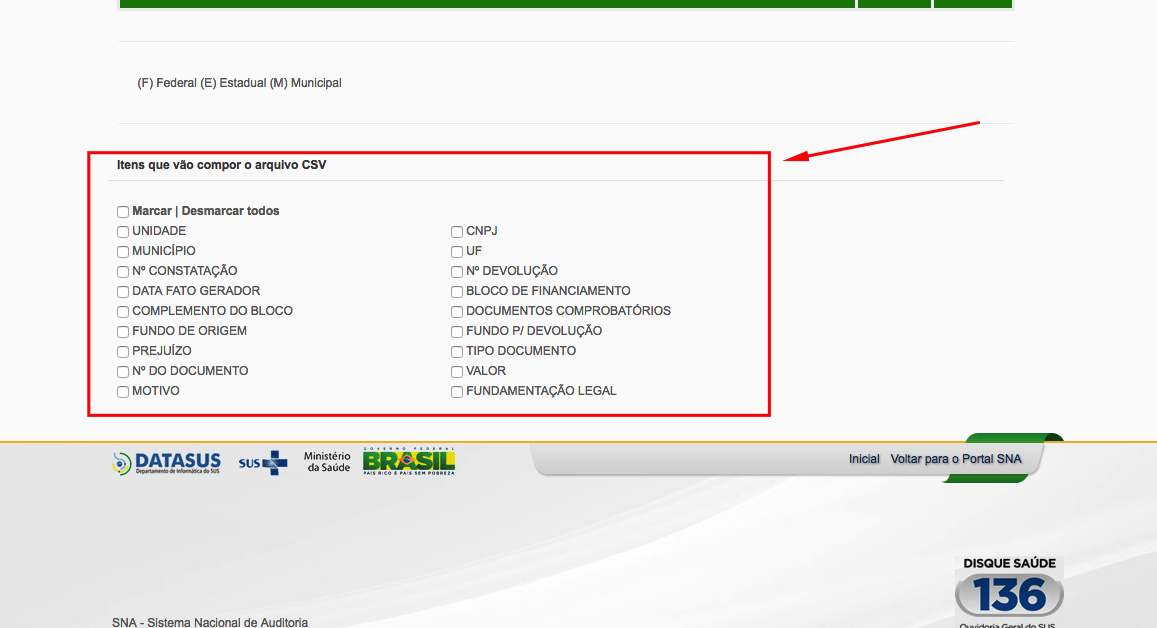 (F) Federal (E) Estadual (M) Municipal
Itens que vão compor o arquivo CSV
Marcar | Desmarcar todos
UNIDADE
CNPJ
MUNICÍPIO
UF
Nº CONSTATAÇÃO
Nº DEVOLUÇÃO
DATA FATO GERADOR
BLOCO DE FINANCIAMENTO
COMPLEMENTO DO BLOCO
DOCUMENTOS COMPROBATÓRIOS
FUNDO DE ORIGEM
FUNDO P/ DEVOLUÇÃO
PREJUÍZO
TIPO DOCUMENTO
Nº DO DOCUMENTO
VALOR
MOTIVO
FUNDAMENTAÇÃO LEGAL
DATASUS
Departamento de Informática do SUS
SUS
Ministério
da Saúde
GOVERNO FEDERAL
BRASIL
PAÍS RICO É PAÍS SEM POBREZA
Inicial Voltar para o Portal SNA
DISQUE SAÚDE
136
Ouvidoria Geral do SUS
SNA - Sistema Nacional de Auditoria